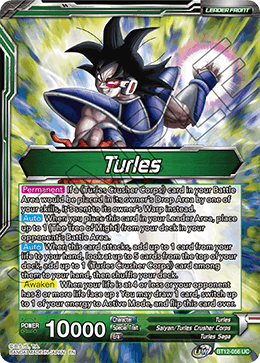 LEADER FRONT
Turles
Permanent If a {Turles Crusher Corps} card in your Battle
Area would be placed in its owner's Drop Area by one of
your skills, it's sent to its owner's Warp instead.
Auto When you place this card in your Leader Area, place
up to 1 {The Tree of Might} from your deck in your
opponent's Battle Area.
Auto When this card attacks, add up to 1 card from your
life to your hand, look at up to 5 cards from the top of your
deck, choose up to 1 {Turles Crusher Corps} card among
them, add it to your hand, then shuffle your deck.
Awaken When your life is at 4 or less or your opponent
has 3 or more life face up : You may draw 1 card, switch up
to 1 of your energy to Active Mode, and flip this card over.
POWER 10000
Character Turles
Special Trait Saiyan/Turles Crusher Corps
Era Turles Saga
BT12-056 UC